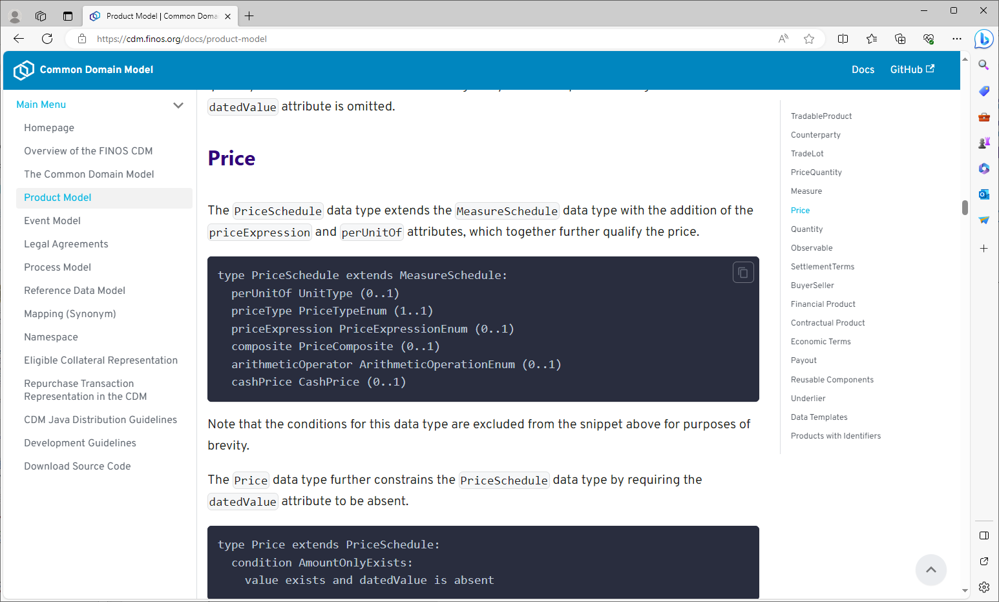 Product Model | Common Doma
https://cdm.finos.org/docs/product-model
Common Domain Model
Docs
GitHub
Main Menu
Homepage
Overview of the FINOS CDM
The Common Domain Model
Product Model
Event Model
Legal Agreements
Process Model
Reference Data Model
Mapping (Synonym)
Namespace
Eligible Collateral Representation
Repurchase Transaction
Representation in the CDM
CDM Java Distribution Guidelines
Development Guidelines
Download Source Code
datedValue attribute is omitted.
Price
The PriceSchedule data type extends the MeasureSchedule data type with the addition of the
priceExpression and perUnitOf attributes, which together further qualify the price.
type PriceSchedule extends MeasureSchedule:
perUnitOf UnitType (0..1)
priceType PriceTypeEnum (1..1)
priceExpression PriceExpressionEnum (0..1)
composite PriceComposite (0..1)
arithmeticOperator ArithmeticOperationEnum (0..1)
cashPrice CashPrice (0..1)
Note that the conditions for this data type are excluded from the snippet above for purposes of
brevity.
The Price data type further constrains the PriceSchedule data type by requiring the
datedValue attribute to be absent.
type Price extends PriceSchedule:
condition AmountOnlyExists:
value exists and datedValue is absent
TradableProduct
Counterparty
TradeLot
PriceQuantity
Measure
Price
Quantity
Observable
SettlementTerms
BuyerSeller
Financial Product
Contractual Product
Economic Terms
Payout
Reusable Components
Underlier
Data Templates
Products with Identifiers